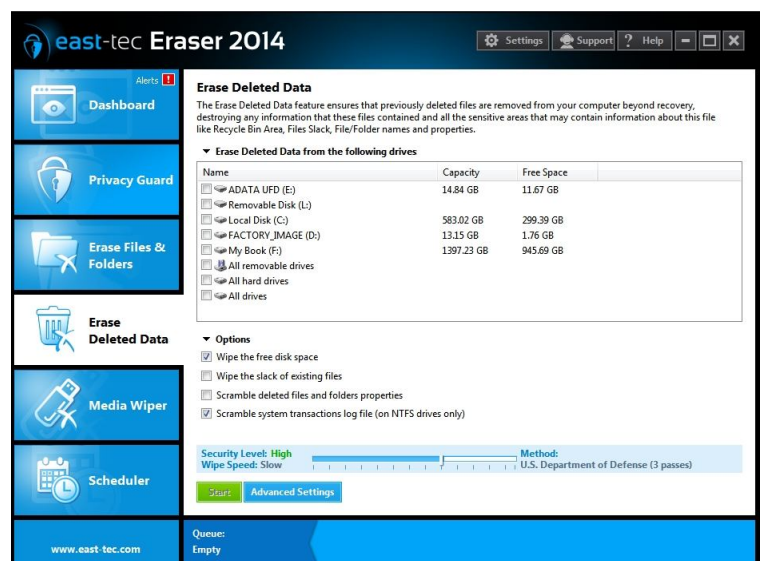 east-tec Eraser 2014
Settings
Support
? Help
Alerts !
Dashboard
Privacy Guard
Erase Files &
Folders
Erase
Deleted Data
Media Wiper
Scheduler
www.east-tec.com
Erase Deleted Data
The Erase Deleted Data feature ensures that previously deleted files are removed from your computer beyond recovery,
destroying any information that these files contained and all the sensitive areas that may contain information about this file
like Recycle Bin Area, Files Slack, File/Folder names and properties.
Erase Deleted Data from the following drives
Name Capacity Free Space
ADATA UFD (E:) 14.84 GB 11.67 GB
Removable Disk (L:)
Local Disk (C:) 583.02 GB 299.39 GB
FACTORY_IMAGE (D:) 13.15 GB 1.76 GB
My Book (F:) 1397.23 GB 945.69 GB
All removable drives
All hard drives
All drives
Options
Wipe the free disk space
Wipe the slack of existing files
Scramble deleted files and folders properties
Scramble system transactions log file (on NTFS drives only)
Security Level: High
Wipe Speed: Slow
Method:
U.S. Department of Defense (3 passes)
Start
Advanced Settings
Queue:
Empty